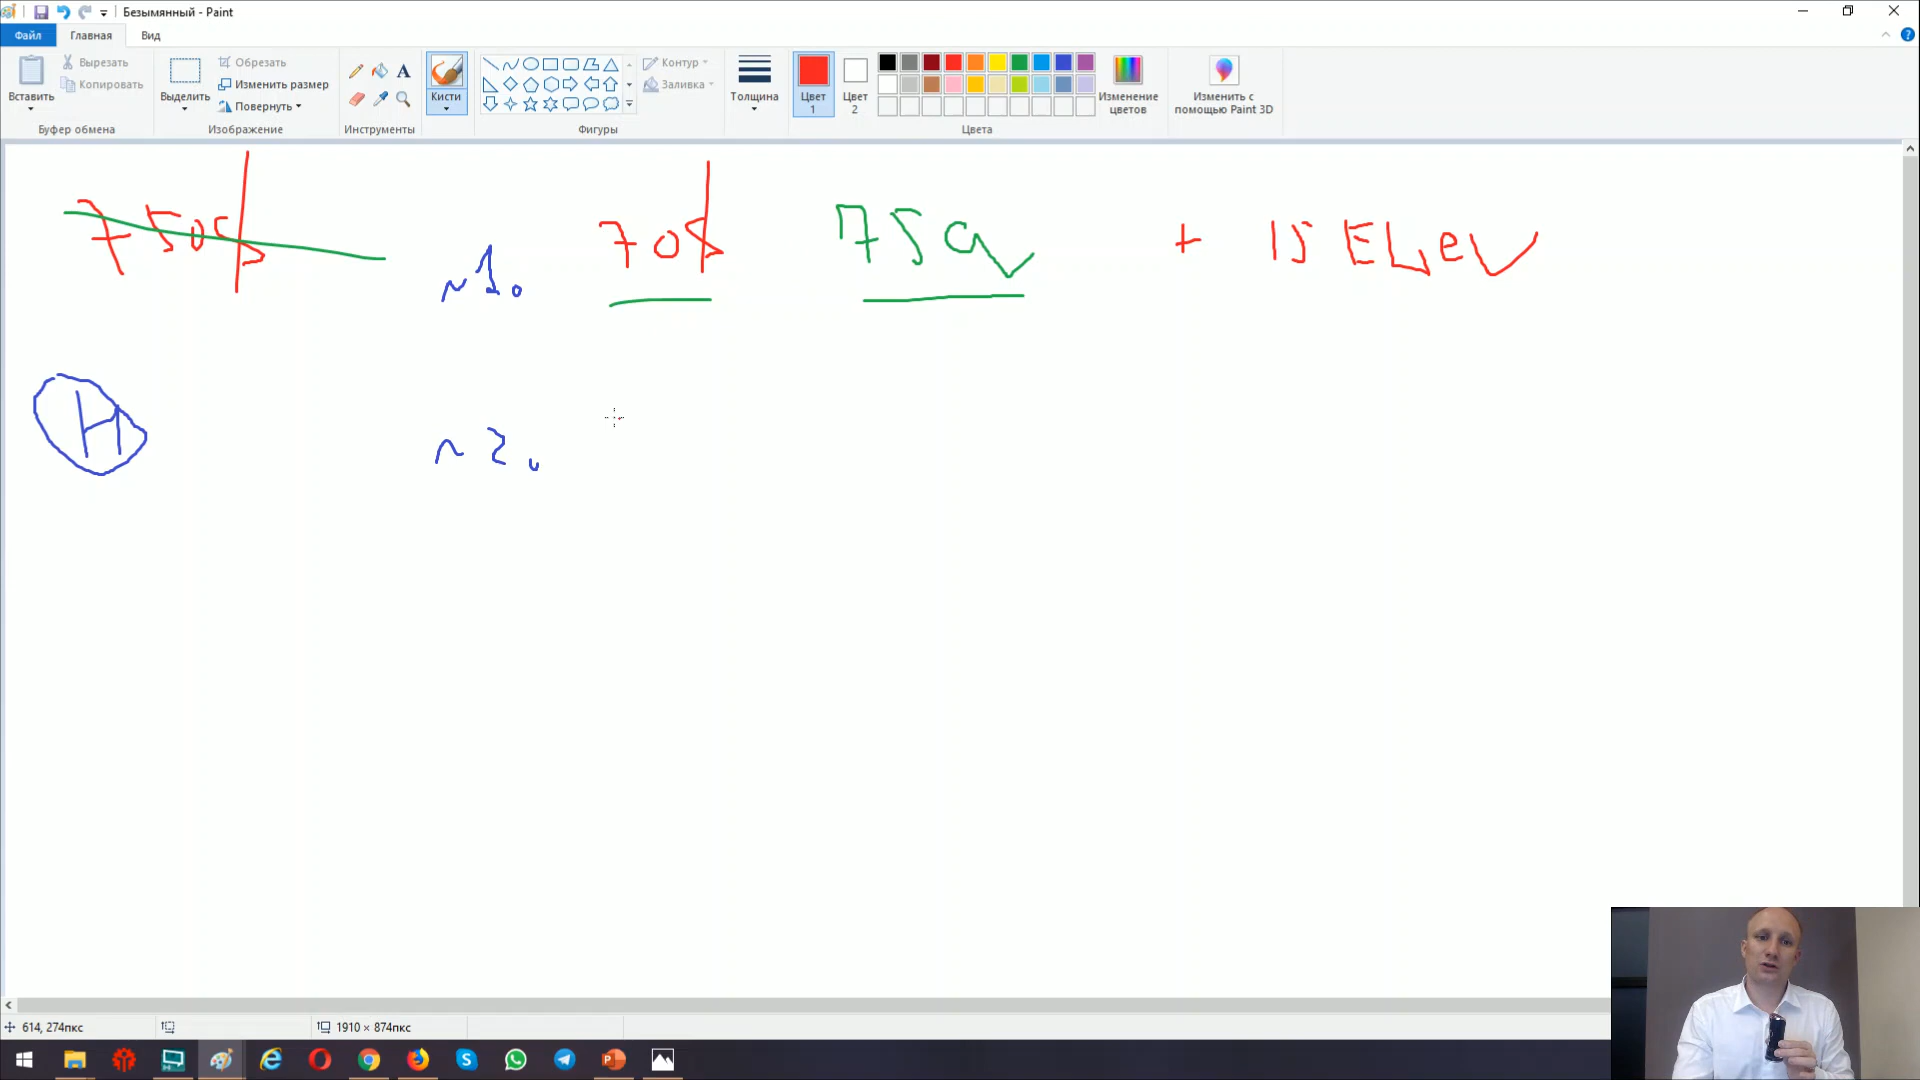 Безымянный - Paint
Файл Главная Вид
Вставить
Вырезать
Копировать
Буфер обмена
Выделить
Обрезать
Изменить размер
Повернуть
Изображение
A
Инструменты
Кисти
Контур
Заливка
Фигуры
Толщина
Цвет 1
Цвет 2
Изменение цветов
Цвета
Изменить с помощью Paint 3D
750$
~1.
70$ 75 + 15 ELev
H
~2.
614, 274пкс
1910 × 874пкс